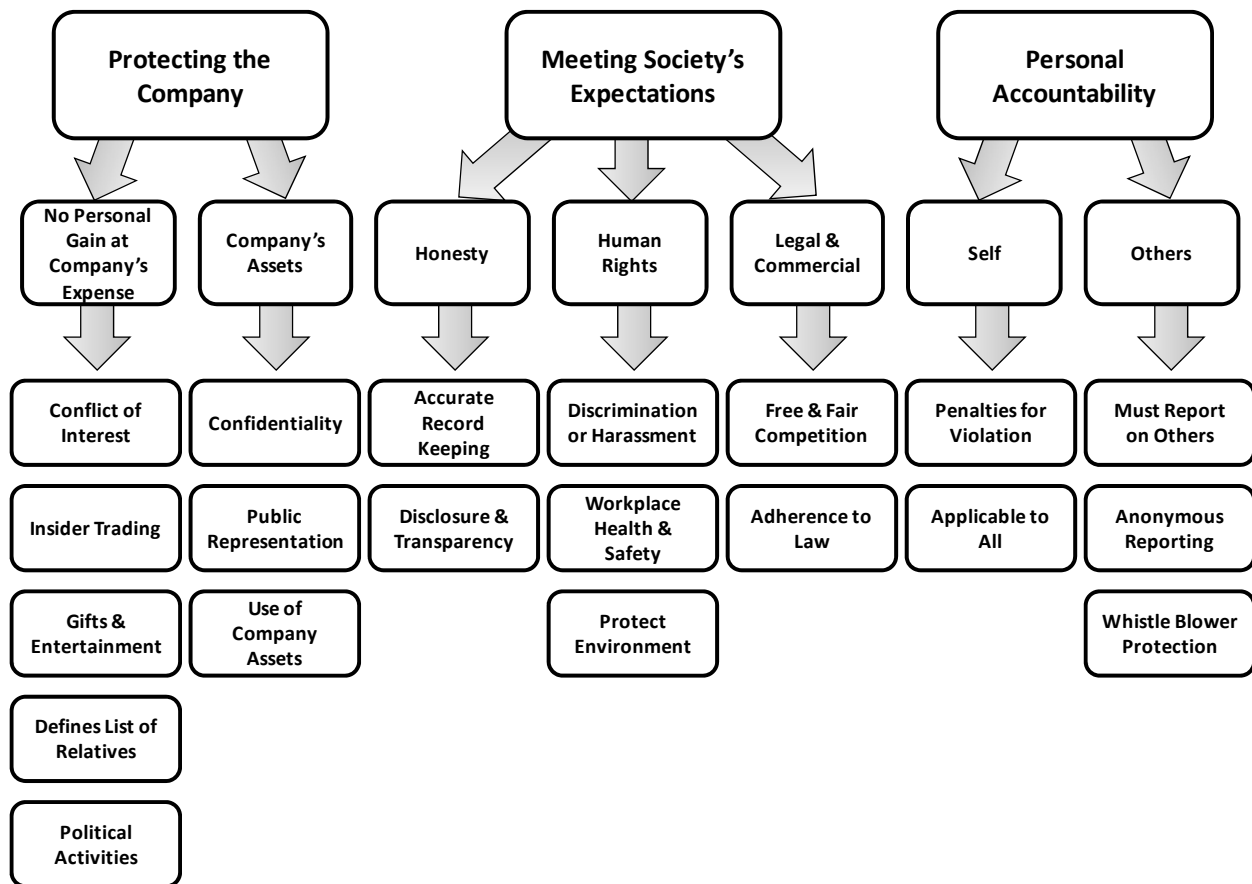 Protecting the
Company
Meeting Society's
Expectations
Personal
Accountability
No Personal
Gain at
Company's
Expense
Company's
Assets
Honesty
Human
Rights
Legal &
Commercial
Self
Others
Conflict of
Interest
Confidentiality
Accurate
Record
Keeping
Discrimination
or Harassment
Free & Fair
Competition
Penalties for
Violation
Must Report
on Others
Insider Trading
Public
Representation
Disclosure &
Transparency
Workplace
Health &
Safety
Adherence to
Law
Applicable to
All
Anonymous
Reporting
Gifts &
Entertainment
Use of
Company
Assets
Protect
Environment
Whistle Blower
Protection
Defines List of
Relatives
Political
Activities